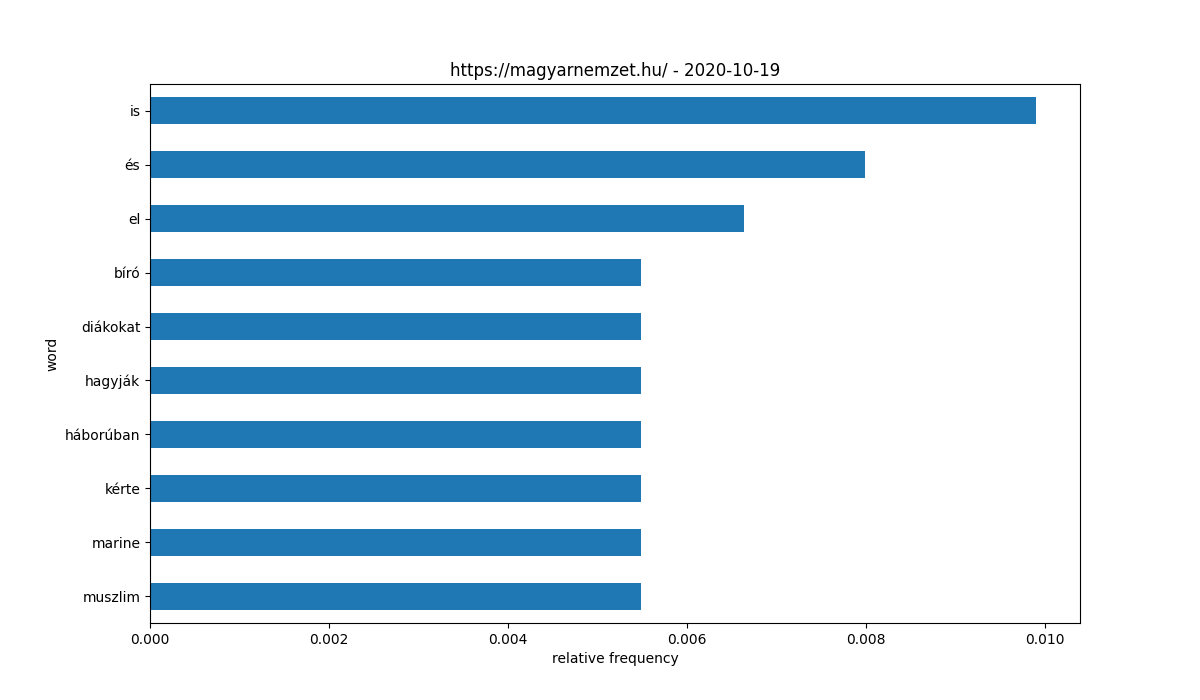 https://magyarnemzet.hu/ - 2020-10-19
is
és
el
bíró
diákokat
hagyják
háborúban
kérte
marine
muszlim
word
0.000 0.002 0.004 0.006 0.008 0.010
relative frequency